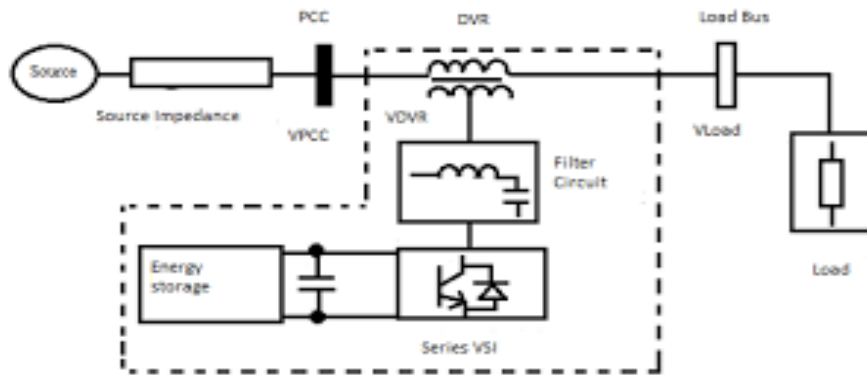 PCC
DVR
Load Bus
Source
Source Impedance
VPCC
VDVR
VLoad
Filter
Circuit
Energy
storage
Load
Series VSI